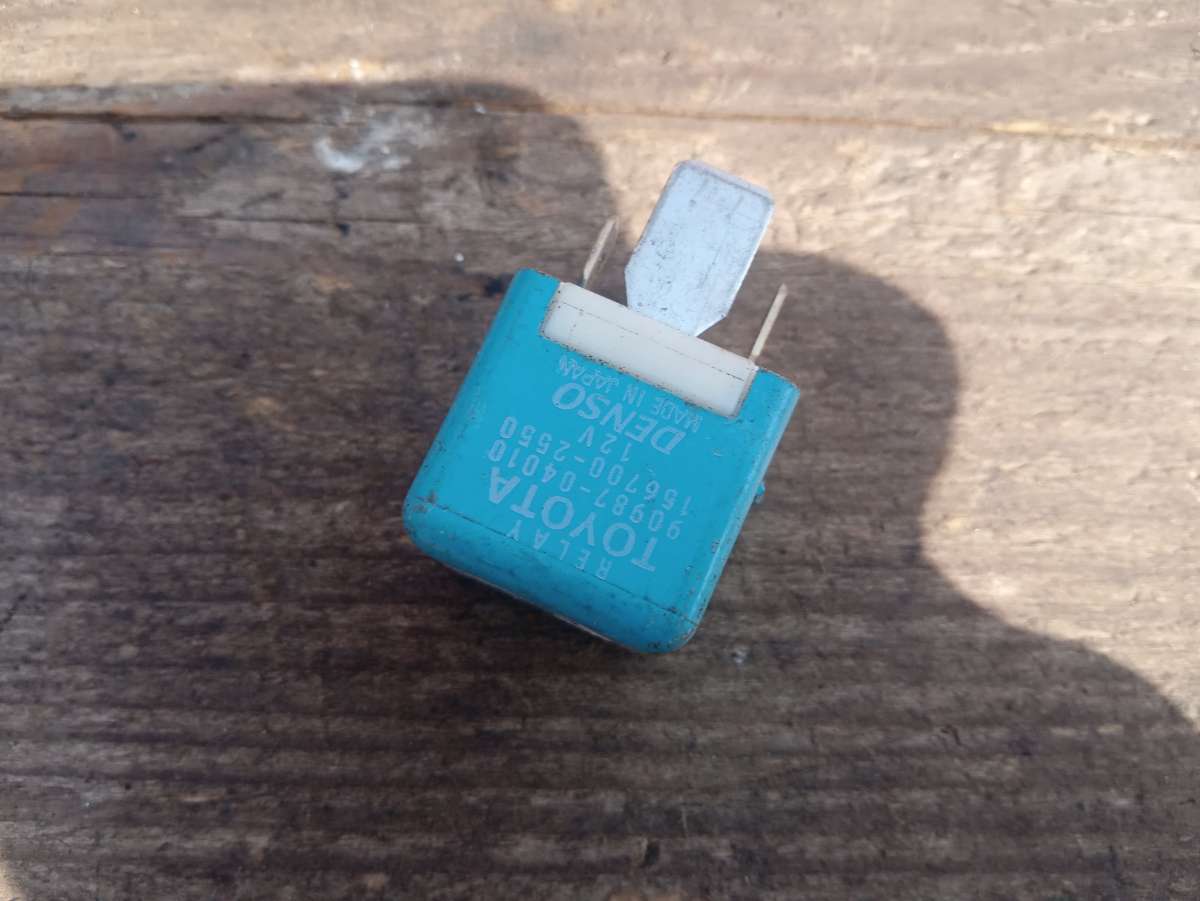 RELAY
TOYOTA
90987-04010
156700-2550
12V
DENSO
MADE IN JAPAN